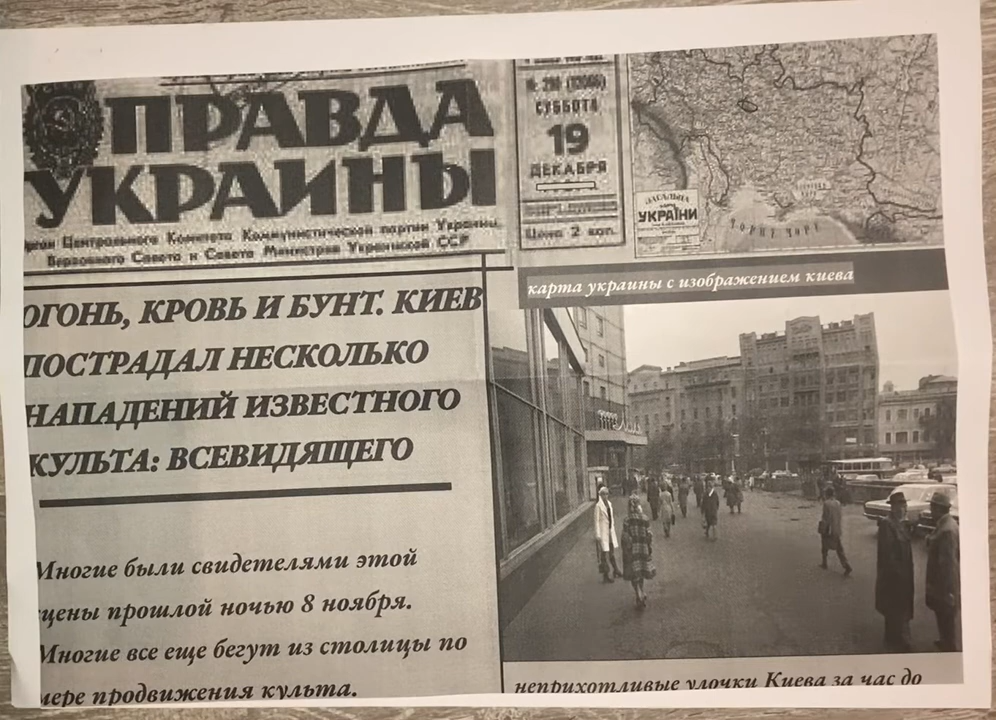 ПРАВДА
УКРАИНЫ
Орган Центрального Комитета Коммунистической партии Украины
Верховного Совета и Совета Министров Украинской ССР
СУББОТА
19
ДЕКАБРЯ
Цена 2 коп.
УКРАЇНИ
ЧОРНЕ МОРЕ
карта украины с изображением киева
ОГОНЬ, КРОВЬ И БУНТ. КИЕВ
ПОСТРАДАЛ НЕСКОЛЬКО
НАПАДЕНИЙ ИЗВЕСТНОГО
КУЛЬТА: ВСЕВИДЯЩЕГО
Многие были свидетелями этой
сцены прошлой ночью 8 ноября.
Многие все еще бегут из столицы по
мере продвижения культа.
неприхотливые улочки Киева за час до